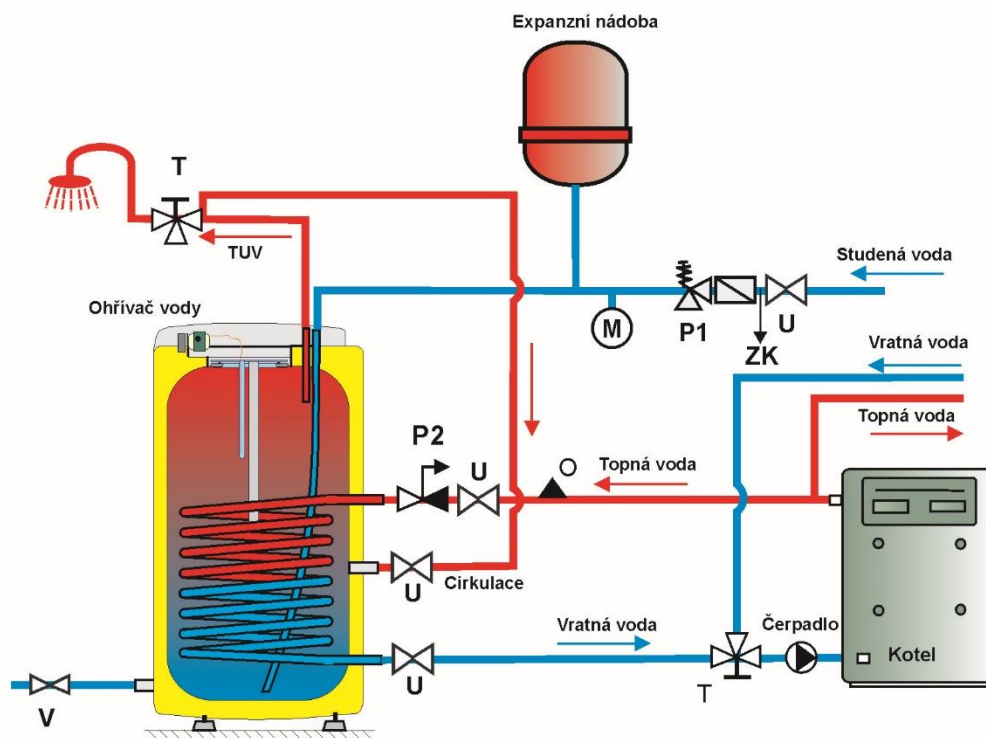 Expanzní nádoba
T
TUV
Studená voda
Ohřívač vody
M
P1
U
ZK
Vratná voda
Topná voda
P2
U
O
Topná voda
U
Cirkulace
Vratná voda
Čerpadlo
U
T
Kotel
V